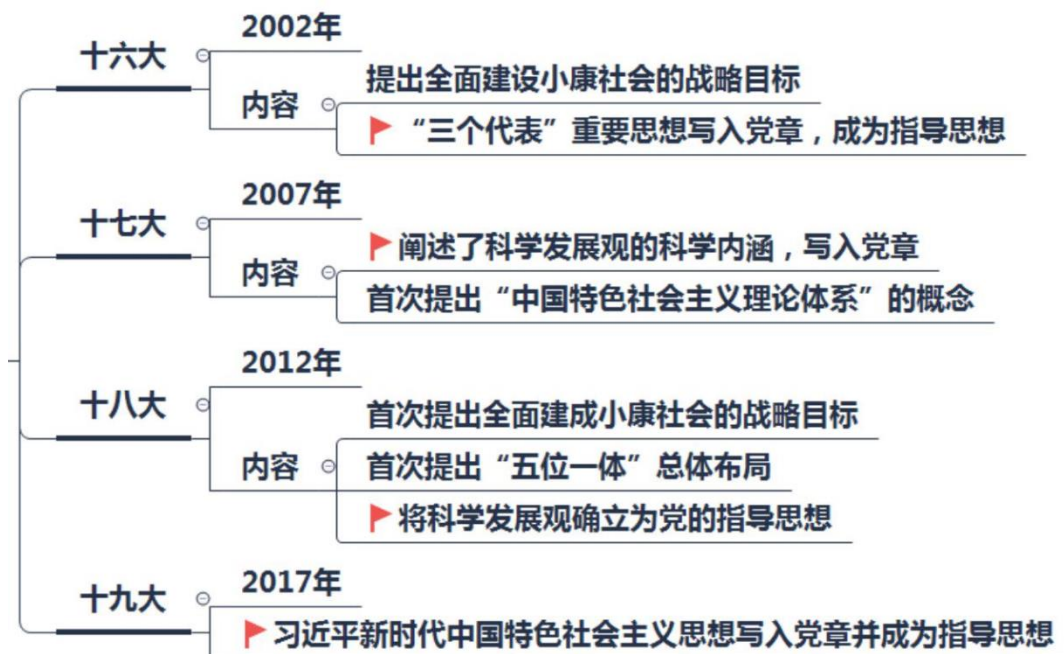 十六大
2002年
内容
提出全面建设小康社会的战略目标
“三个代表”重要思想写入党章，成为指导思想
十七大
2007年
内容
阐述了科学发展观的科学内涵，写入党章
首次提出“中国特色社会主义理论体系”的概念
十八大
2012年
内容
首次提出全面建成小康社会的战略目标
首次提出“五位一体”总体布局
将科学发展观确立为党的指导思想
十九大
2017年
习近平新时代中国特色社会主义思想写入党章并成为指导思想